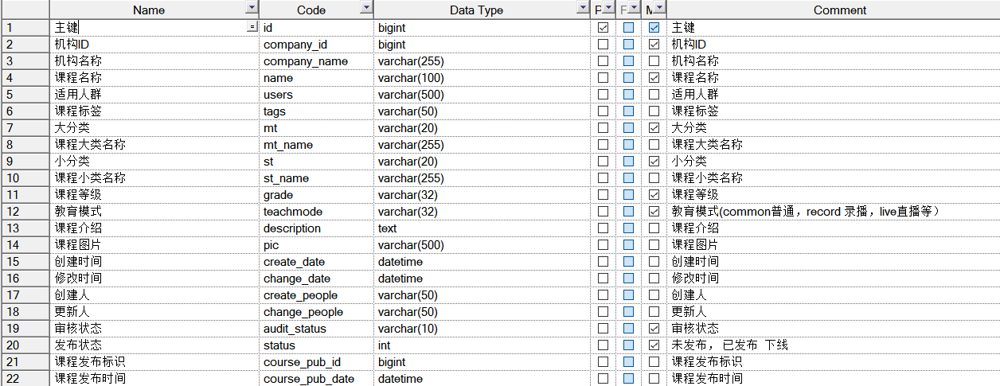 Name Code Data Type P F M Comment
1 主键 = id bigint 主键
2 机构ID company_id bigint 机构ID
3 机构名称 company_name varchar(255) 机构名称
4 课程名称 name varchar(100) 课程名称
5 适用人群 users varchar(500) 适用人群
6 课程标签 tags varchar(50) 课程标签
7 大分类 mt varchar(20) 大分类
8 课程大类名称 mt_name varchar(255) 课程大类名称
9 小分类 st varchar(20) 小分类
10 课程小类名称 st_name varchar(255) 课程小类名称
11 课程等级 grade varchar(32) 课程等级
12 教育模式 teachmode varchar(32) 教育模式(common普通，record 录播，live直播等）
13 课程介绍 description text 课程介绍
14 课程图片 pic varchar(500) 课程图片
15 创建时间 create_date datetime 创建时间
16 修改时间 change_date datetime 修改时间
17 创建人 create_people varchar(50) 创建人
18 更新人 change_people varchar(50) 更新人
19 审核状态 audit_status varchar(10) 审核状态
20 发布状态 status int 未发布， 已发布 下线
21 课程发布标识 course_pub_id bigint 课程发布标识
22 课程发布时间 course_pub_date datetime 课程发布时间